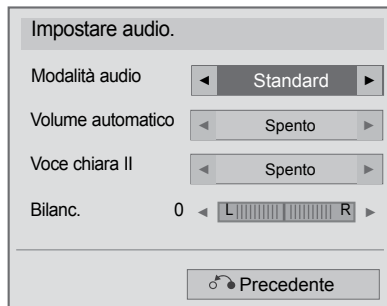 Impostare audio.
Modalità audio ◄ Standard ►
Volume automatico ◄ Spento ►
Voce chiara II ◄ Spento ►
Bilanc. 0 ◄ L R ►
Precedente